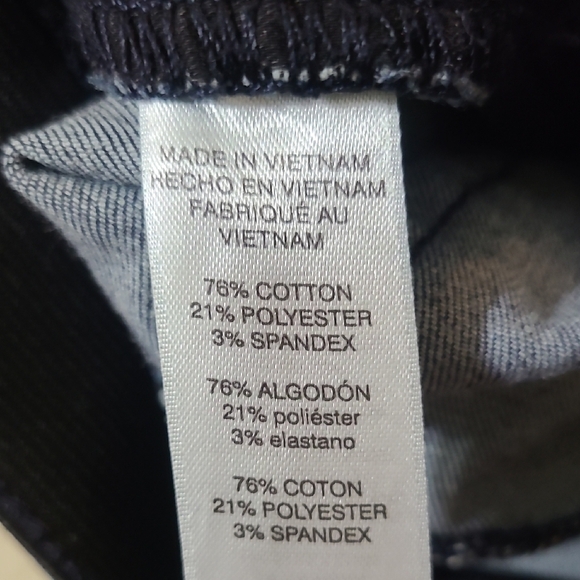 MADE IN VIETNAM
HECHO EN VIETNAM
FABRIQUÉ AU
VIETNAM
76% COTTON
21% POLYESTER
3% SPANDEX
76% ALGODÓN
21% poliéster
3% elastano
76% COTON
21% POLYESTER
3% SPANDEX